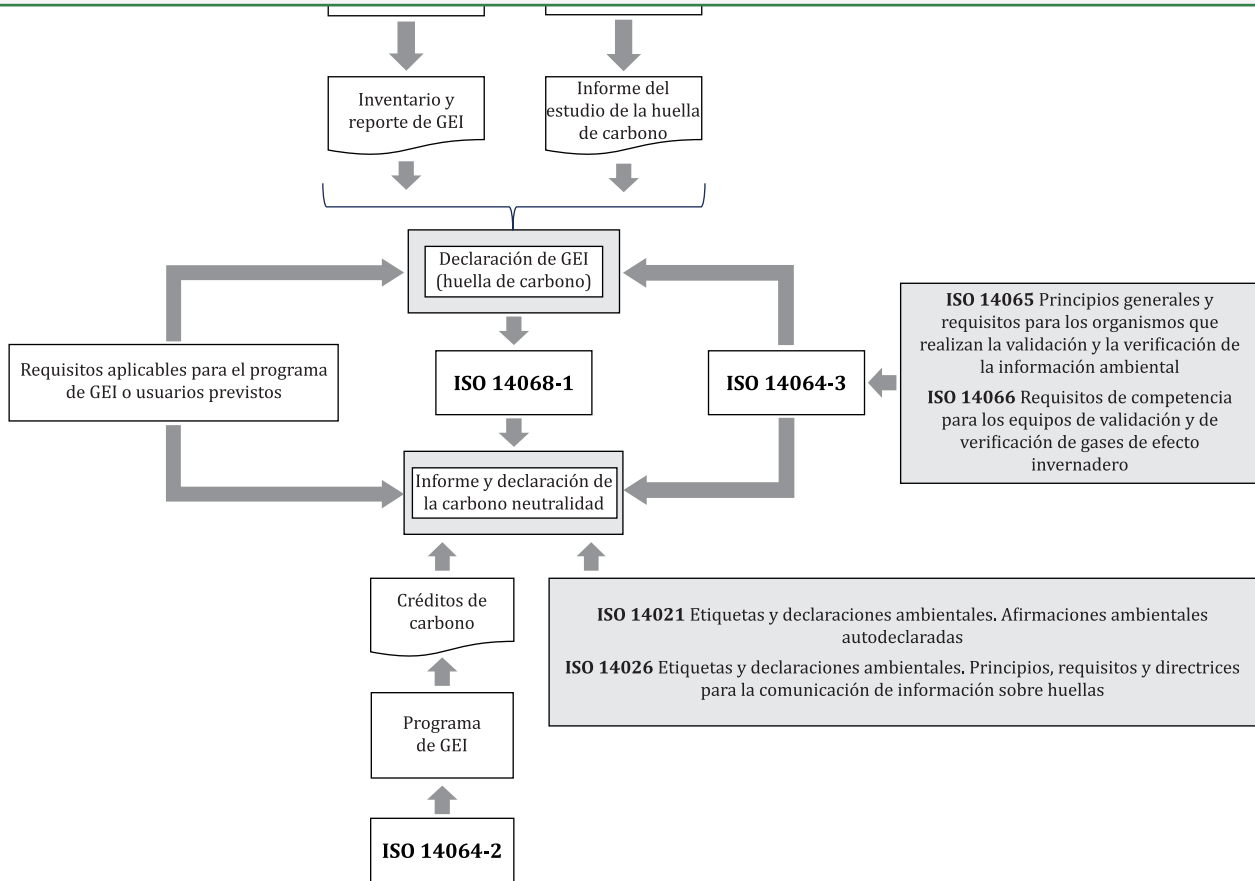 Inventario y
reporte de GEI
Informe del
estudio de la huella
de carbono
Declaración de GEI
(huella de carbono)
Requisitos aplicables para el programa
de GEI o usuarios previstos
ISO 14068-1
ISO 14064-3
ISO 14065 Principios generales y
requisitos para los organismos que
realizan la validación y la verificación de
la información ambiental
ISO 14066 Requisitos de competencia
para los equipos de validación y de
verificación de gases de efecto
invernadero
Informe y declaración de
la carbono neutralidad
Créditos de
carbono
ISO 14021 Etiquetas y declaraciones ambientales. Afirmaciones ambientales
autodeclaradas
ISO 14026 Etiquetas y declaraciones ambientales. Principios, requisitos y directrices
para la comunicación de información sobre huellas
Programa
de GEI
ISO 14064-2